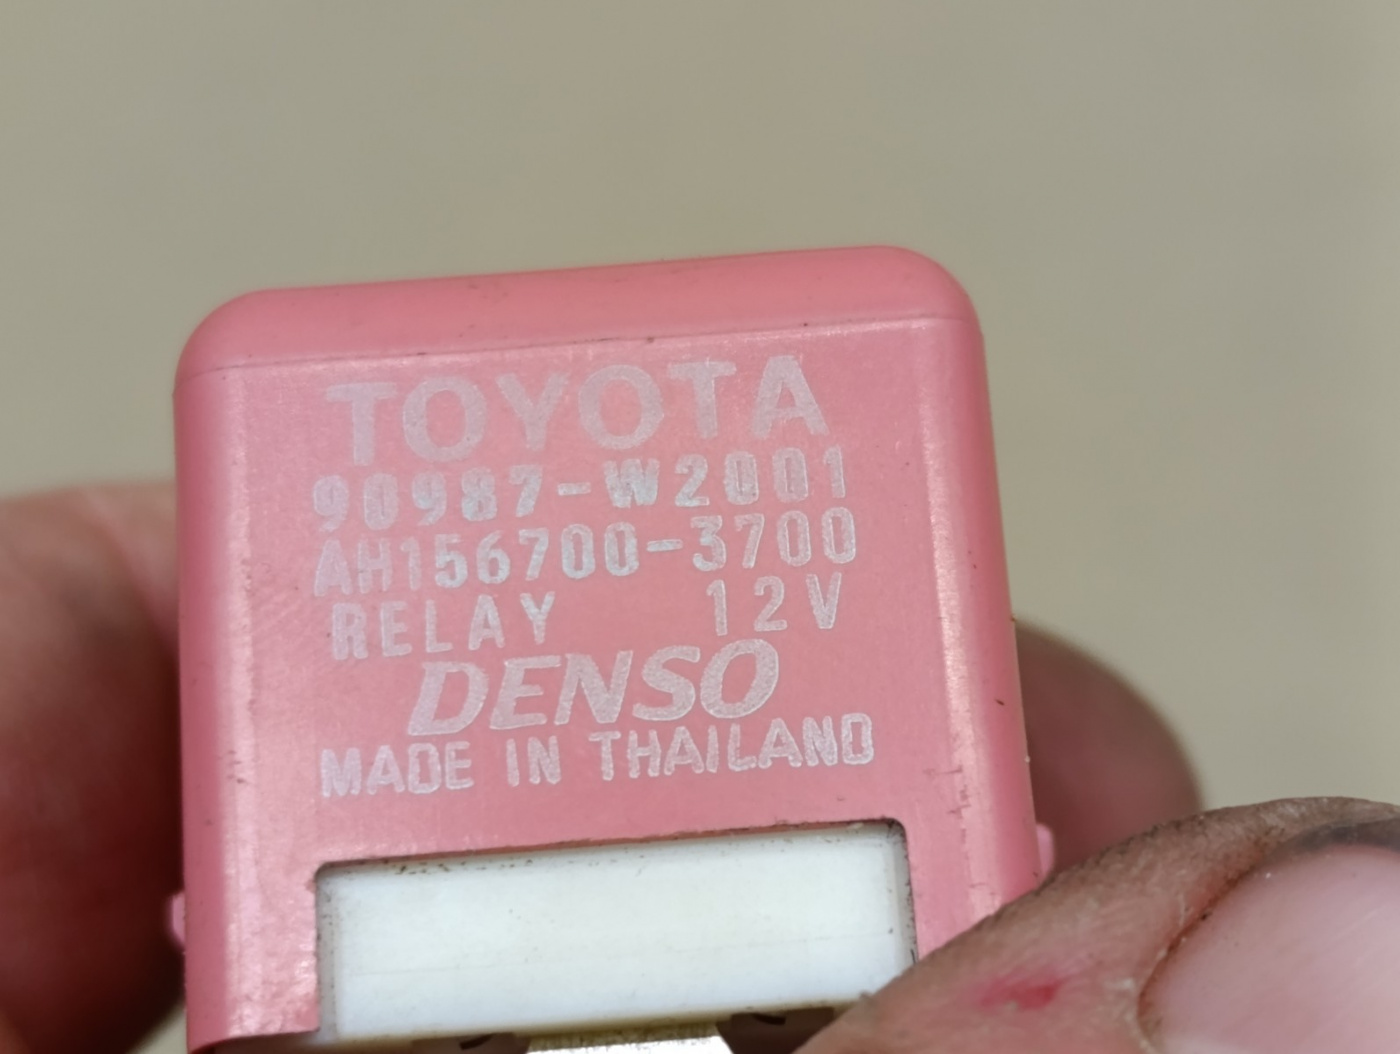 TOYOTA
90987-W2001
AH156700-3700
RELAY 12V
DENSO
MADE IN THAILAND